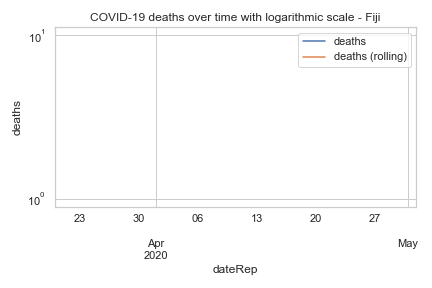 COVID-19 deaths over time with logarithmic scale - Fiji
10¹
deaths
deaths (rolling)
deaths
10⁰
23 30 06 13 20 27
Apr May
2020
dateRep